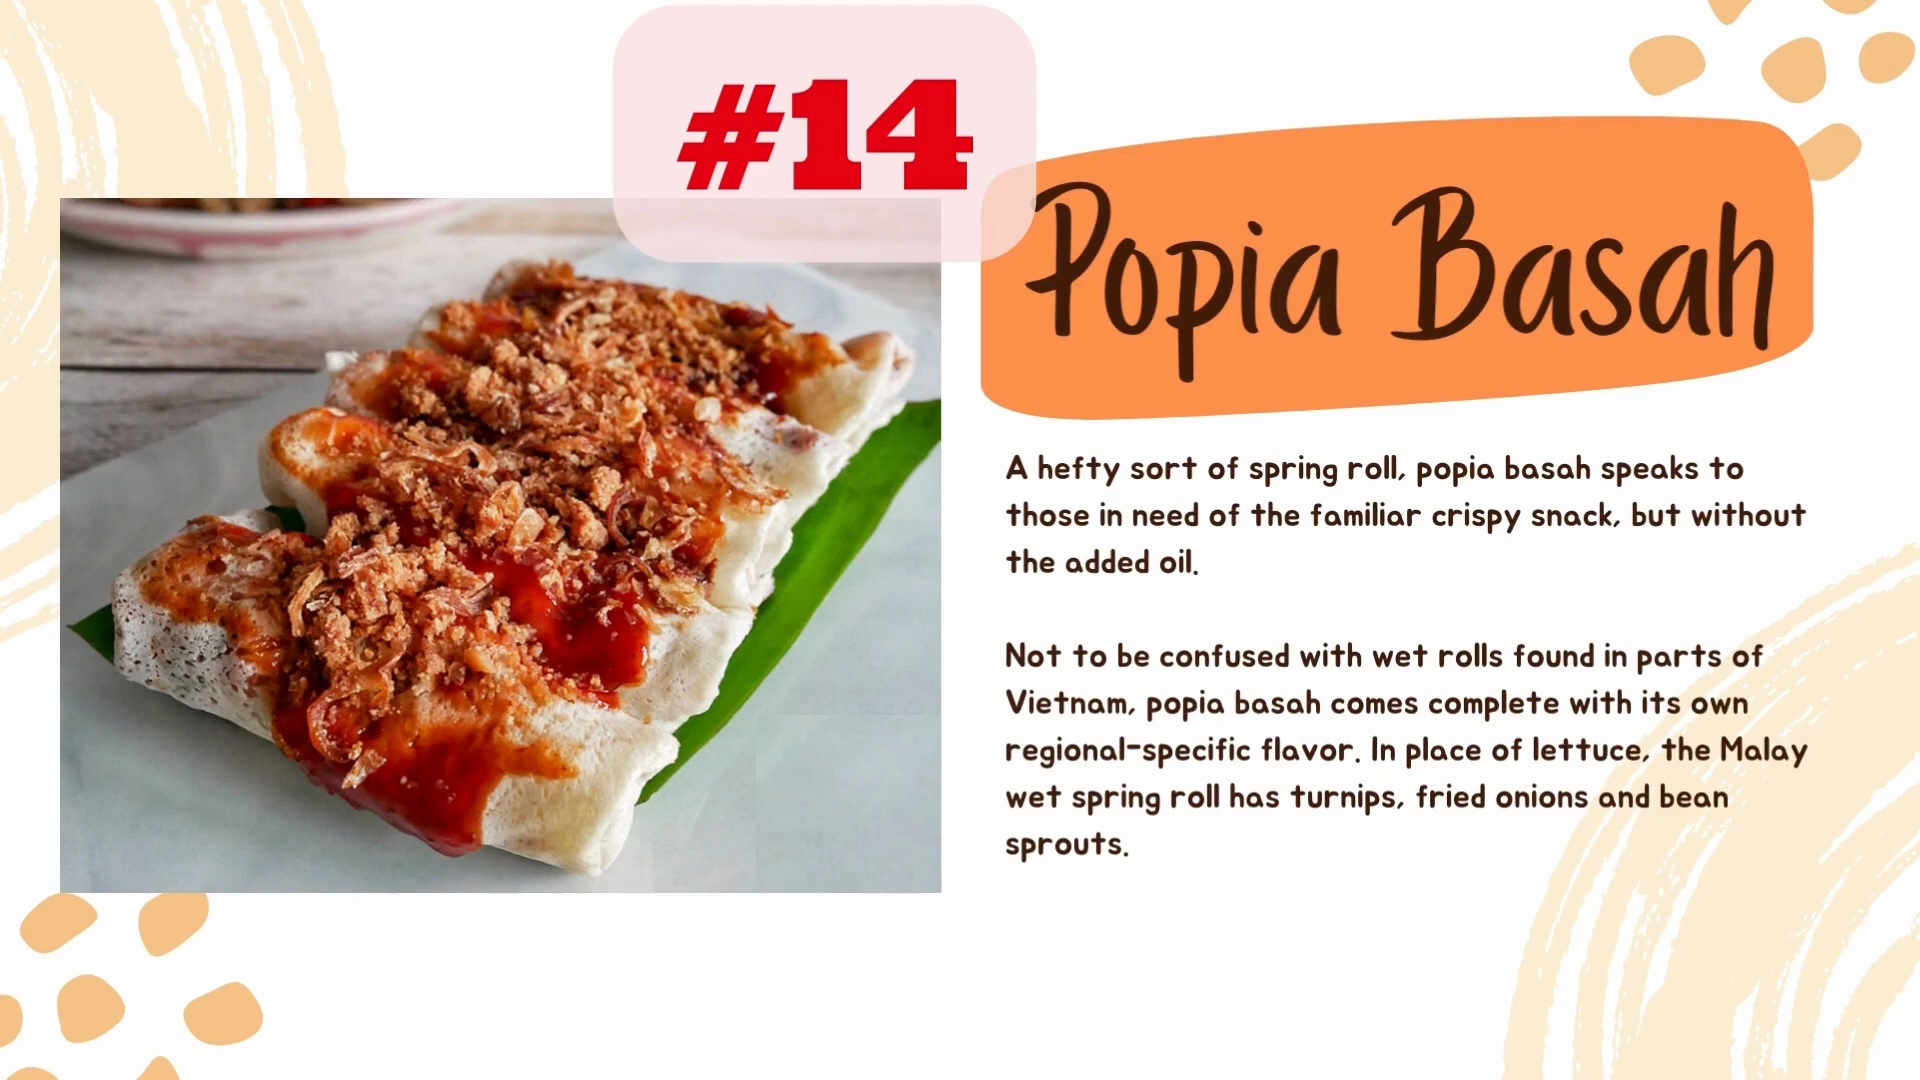 #14
Popia Basah
A hefty sort of spring roll, popia basah speaks to
those in need of the familiar crispy snack, but without
the added oil.
Not to be confused with wet rolls found in parts of
Vietnam, popia basah comes complete with its own
regional-specific flavor. In place of lettuce, the Malay
wet spring roll has turnips, fried onions and bean
sprouts.